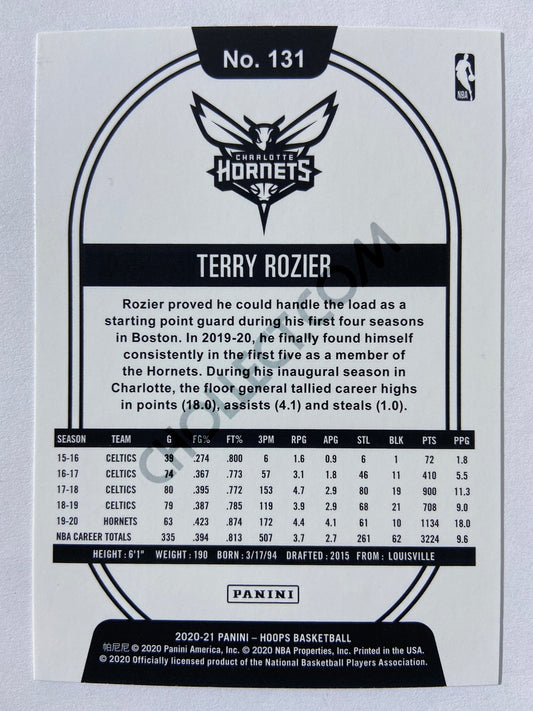 No. 131
NBA
CHARLOTTE
HORNETS
TERRY ROZIER
Rozier proved he could handle the load as a
starting point guard during his first four seasons
in Boston. In 2019-20, he finally found himself
consistently in the first five as a member of
the Hornets. During his inaugural season in
Charlotte, the floor general tallied career highs
in points (18.0), assists (4.1) and steals (1.0).
SEASON TEAM G FG% FT% 3PM RPG APG STL BLK PTS PPG
15-16 CELTICS 39 .274 .800 6 1.6 0.9 6 1 72 1.8
16-17 CELTICS 74 .367 .773 57 3.1 1.8 46 11 410 5.5
17-18 CELTICS 80 .395 .772 153 4.7 2.9 80 19 900 11.3
18-19 CELTICS 79 .387 .785 119 3.9 2.9 68 21 708 9.0
19-20 HORNETS 63 .423 .874 172 4.4 4.1 61 10 1134 18.0
NBA CAREER TOTALS 335 .394 .813 507 3.7 2.7 261 62 3224 9.6
HEIGHT: 6'1" WEIGHT: 190 BORN: 3/17/94 DRAFTED: 2015 FROM: LOUISVILLE
PANINI
2020-21 PANINI – HOOPS BASKETBALL
帕尼尼 © 2020 Panini America, Inc. © 2020 NBA Properties, Inc. Printed in the USA.
© 2020 Officially licensed product of the National Basketball Players Association.
CHOLLECT.COM